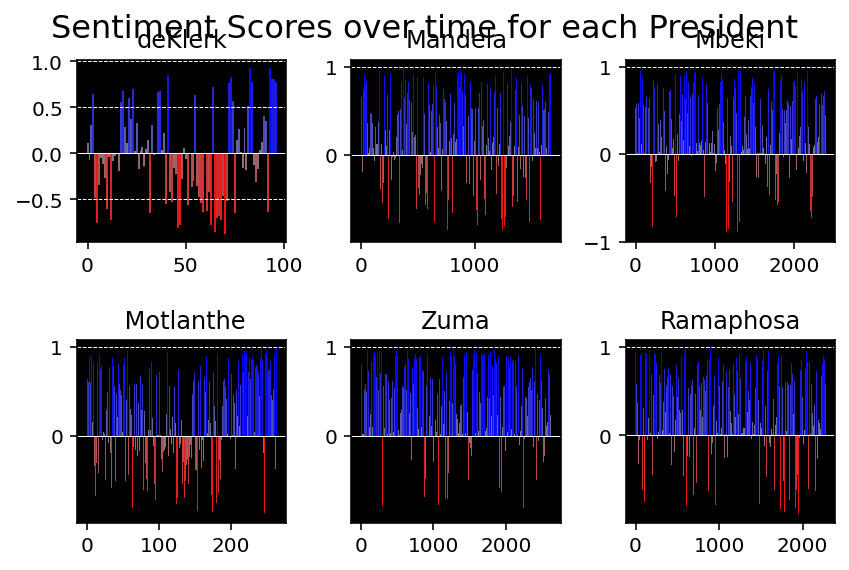 Sentiment Scores over time for each President
deKlerk Mandela Mbeki
1.0 0.5 0.0 −0.5
0 50 100
1 0
0 1000
1 0 −1
0 1000 2000
Motlanthe Zuma Ramaphosa
1 0
0 100 200
1 0
0 1000 2000
1 0
0 1000 2000